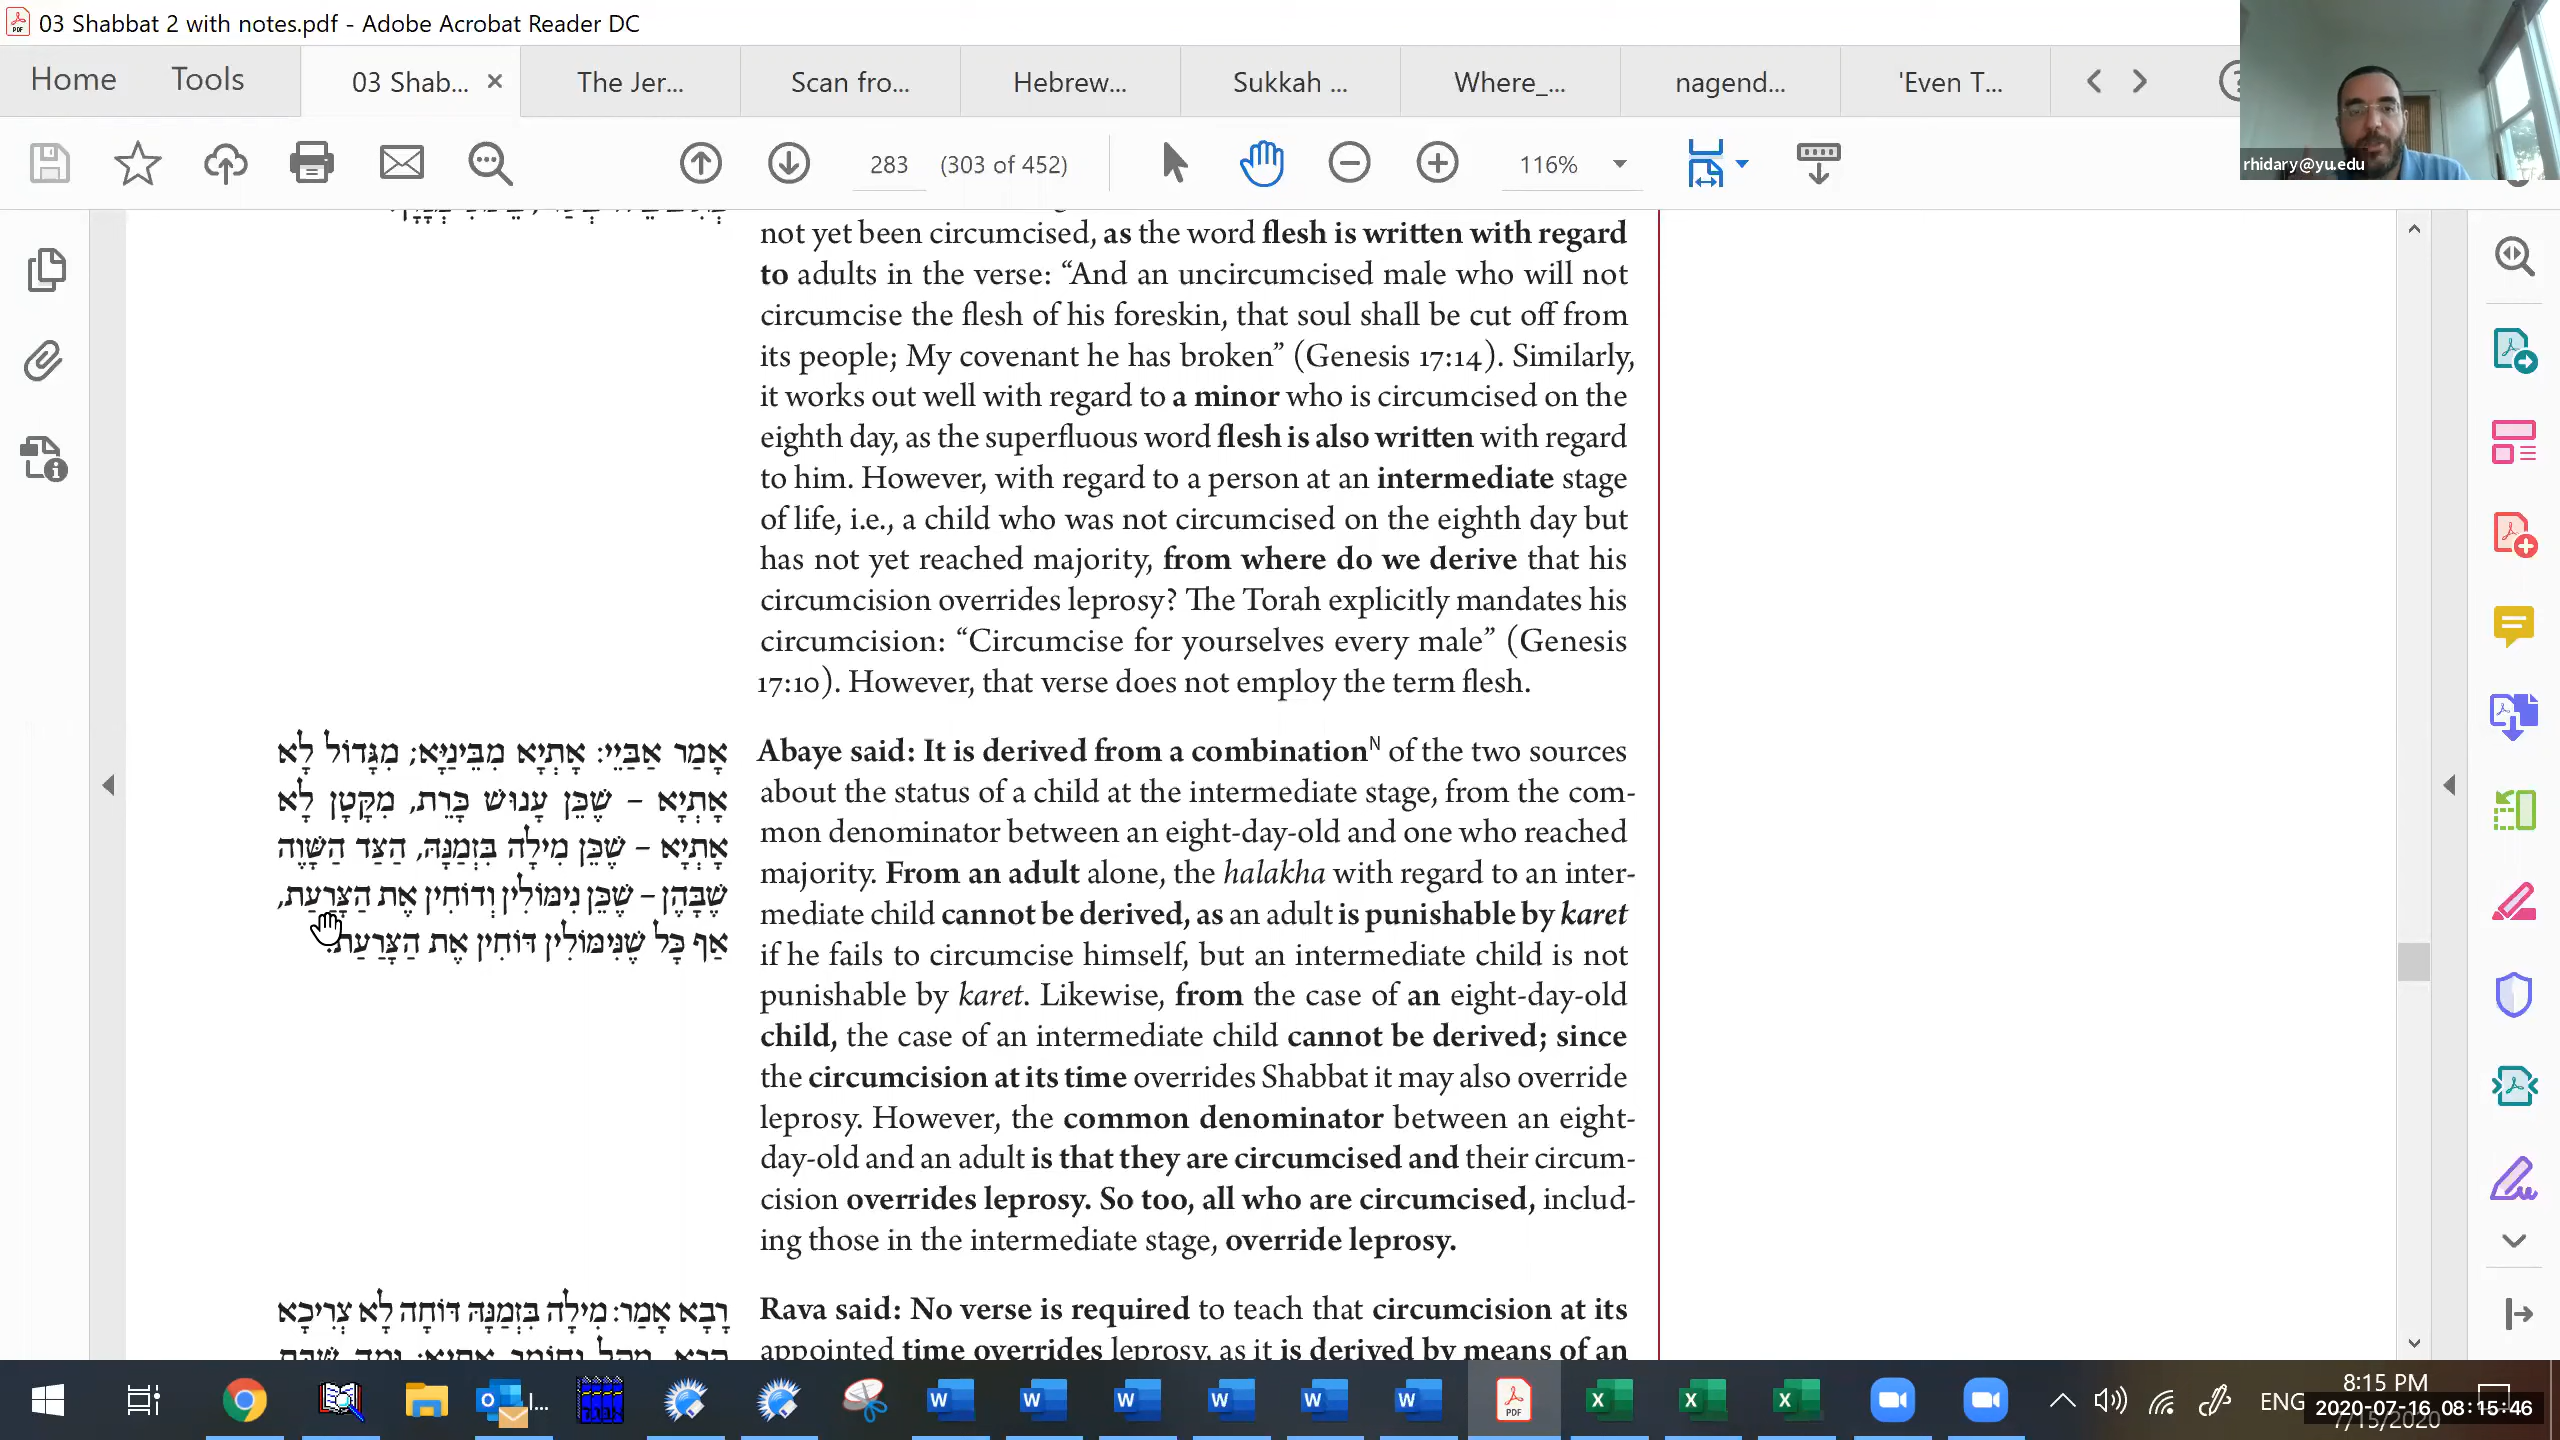 03 Shabbat 2 with notes.pdf - Adobe Acrobat Reader DC
Home Tools 03 Shab... × The Jer... Scan fro... Hebrew... Sukkah ... Where_... nagend... 'Even T...
283 (303 of 452) 116%
rhidary@yu.edu
not yet been circumcised, as the word flesh is written with regard
to adults in the verse: “And an uncircumcised male who will not
circumcise the flesh of his foreskin, that soul shall be cut off from
its people; My covenant he has broken” (Genesis 17:14). Similarly,
it works out well with regard to a minor who is circumcised on the
eighth day, as the superfluous word flesh is also written with regard
to him. However, with regard to a person at an intermediate stage
of life, i.e., a child who was not circumcised on the eighth day but
has not yet reached majority, from where do we derive that his
circumcision overrides leprosy? The Torah explicitly mandates his
circumcision: “Circumcise for yourselves every male” (Genesis
17:10). However, that verse does not employ the term flesh.
אָמַר אַבַּיֵי: אָתְיָא מִבֵּינַיָּא; מִגָּדוֹל לָא
אָתְיָא – שֶׁכֵּן עָנוּשׁ כָּרֵת, מִקָּטָן לָא
אָתְיָא – שֶׁכֵּן מִילָה בִּזְמַנָּהּ, הַצַּד הַשָּׁוֶה
שֶׁבָּהֶן – שֶׁכֵּן נִימּוֹלִין וְדוֹחִין אֶת הַצָּרַעַת,
אַף כָּל שֶׁנִּימּוֹלִין דּוֹחִין אֶת הַצָּרַעַת.
Abaye said: It is derived from a combinationᴺ of the two sources
about the status of a child at the intermediate stage, from the com-
mon denominator between an eight-day-old and one who reached
majority. From an adult alone, the halakha with regard to an inter-
mediate child cannot be derived, as an adult is punishable by karet
if he fails to circumcise himself, but an intermediate child is not
punishable by karet. Likewise, from the case of an eight-day-old
child, the case of an intermediate child cannot be derived; since
the circumcision at its time overrides Shabbat it may also override
leprosy. However, the common denominator between an eight-
day-old and an adult is that they are circumcised and their circum-
cision overrides leprosy. So too, all who are circumcised, includ-
ing those in the intermediate stage, override leprosy.
רָבָא אָמַר: מִילָה בִּזְמַנָּהּ דּוֹחָה לָא צְרִיכָא
Rava said: No verse is required to teach that circumcision at its
appointed time overrides leprosy, as it is derived by means of an
ENG
8:15 PM
2020-07-16 08:15:46
7/15/2020